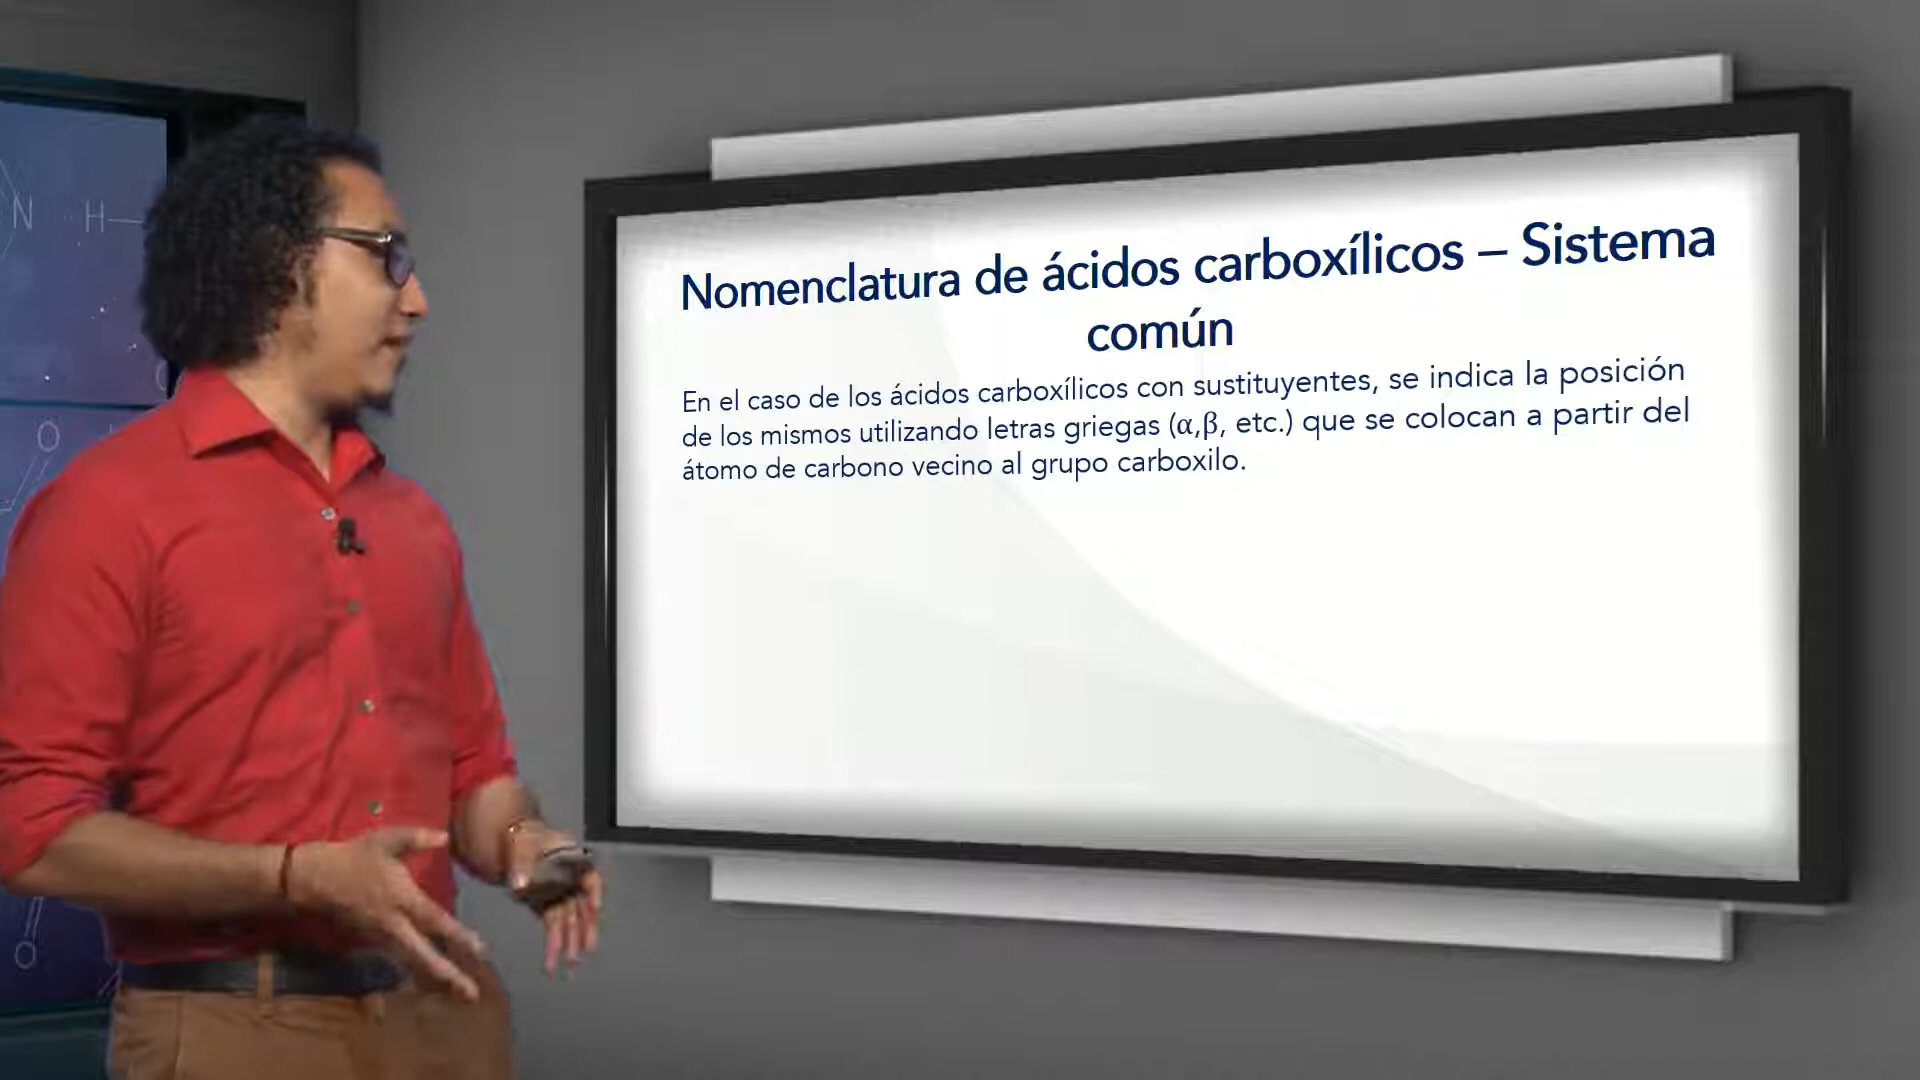 N H
O
O
Nomenclatura de ácidos carboxílicos – Sistema
común
En el caso de los ácidos carboxílicos con sustituyentes, se indica la posición
de los mismos utilizando letras griegas (α,β, etc.) que se colocan a partir del
átomo de carbono vecino al grupo carboxilo.